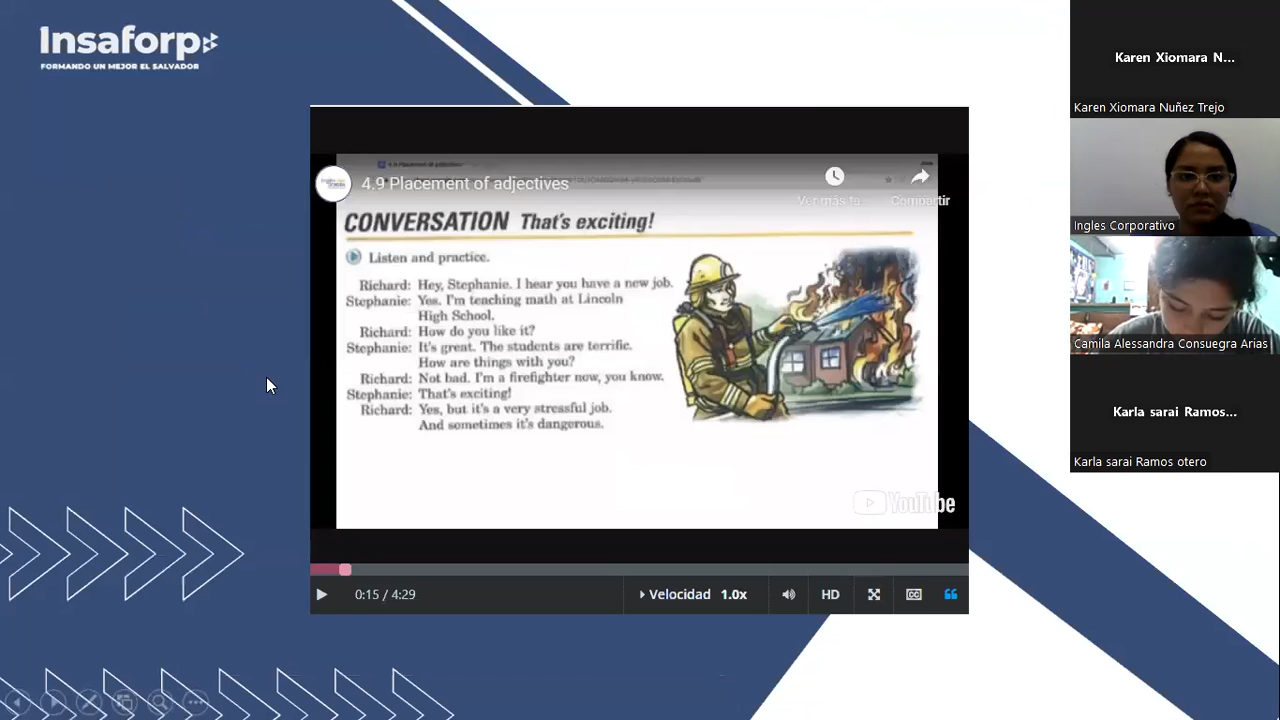 Insaforp
FORMANDO UN MEJOR EL SALVADOR
4.9 Placement of adjectives
Compartir
CONVERSATION That's exciting!
Listen and practice.
Richard: Hey, Stephanie. I hear you have a new job.
Stephanie: Yes. I'm teaching math at Lincoln
High School.
Richard: How do you like it?
Stephanie: It's great. The students are terrific.
How are things with you?
Richard: Not bad. I'm a firefighter now, you know.
Stephanie: That's exciting!
Richard: Yes, but it's a very stressful job.
And sometimes it's dangerous.
YouTube
0:15 / 4:29
Velocidad 1.0x
HD
CC
Karen Xiomara N...
Karen Xiomara Nuñez Trejo
Ingles Corporativo
Camila Alessandra Consuegra Arias
Karla sarai Ramos...
Karla sarai Ramos otero